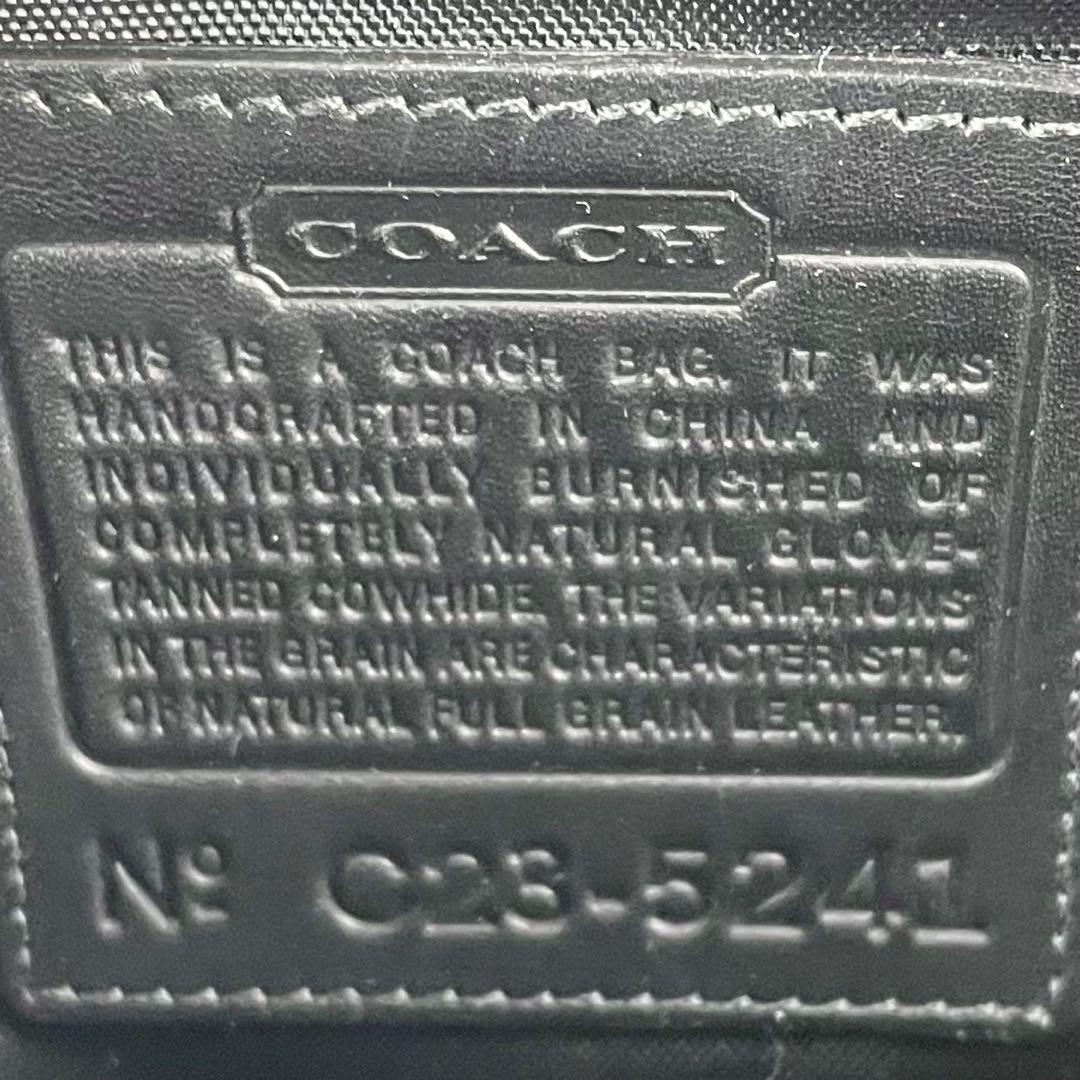 COACH
THIS IS A COACH BAG. IT WAS
HANDCRAFTED IN CHINA AND
INDIVIDUALLY BURNISHED OF
COMPLETELY NATURAL GLOVE-
TANNED COWHIDE. THE VARIATIONS
IN THE GRAIN ARE CHARACTERISTIC
OF NATURAL FULL GRAIN LEATHER.
Nº C23-5241